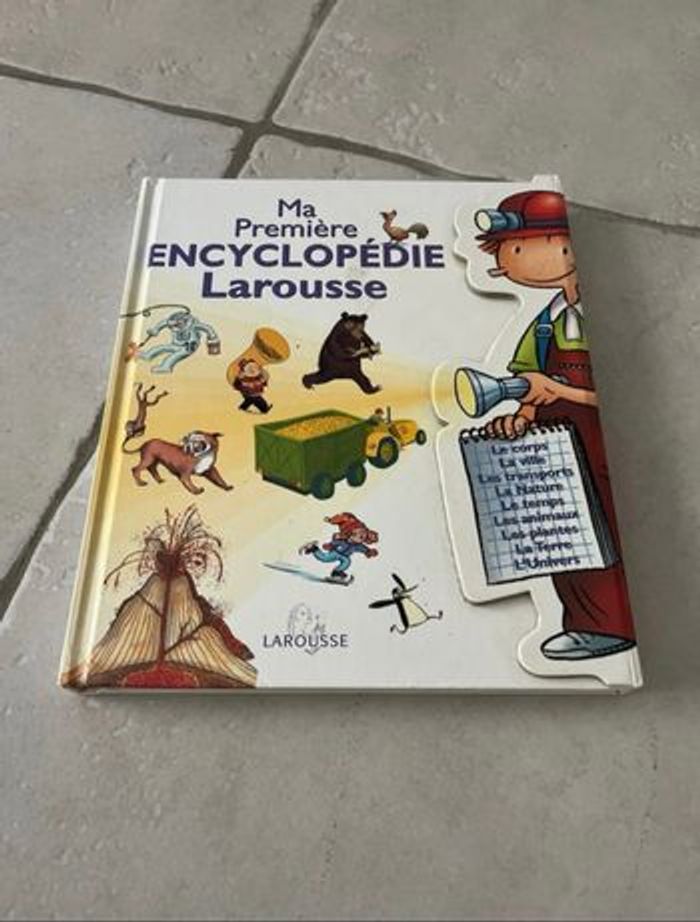 Ma
Première
ENCYCLOPÉDIE
Larousse
Le corps
La ville
Les transports
La Nature
Le temps
Les animaux
Les plantes
La Terre
L'Univers
LAROUSSE